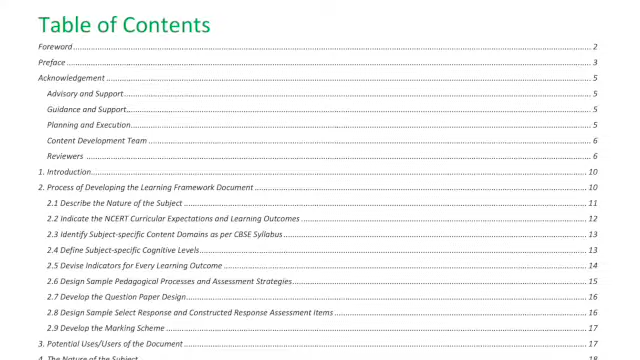 Table of Contents
Foreword 2
Preface 3
Acknowledgement 5
Advisory and Support 5
Guidance and Support 5
Planning and Execution 5
Content Development Team 6
Reviewers 6
1. Introduction 10
2. Process of Developing the Learning Framework Document 10
2.1 Describe the Nature of the Subject 11
2.2 Indicate the NCERT Curricular Expectations and Learning Outcomes 12
2.3 Identify Subject-specific Content Domains as per CBSE Syllabus 13
2.4 Define Subject-specific Cognitive Levels 13
2.5 Devise Indicators for Every Learning Outcome 14
2.6 Design Sample Pedagogical Processes and Assessment Strategies 15
2.7 Develop the Question Paper Design 16
2.8 Design Sample Select Response and Constructed Response Assessment Items 16
2.9 Develop the Marking Scheme 17
3. Potential Uses/Users of the Document 17
4. The Nature of the Subject 18